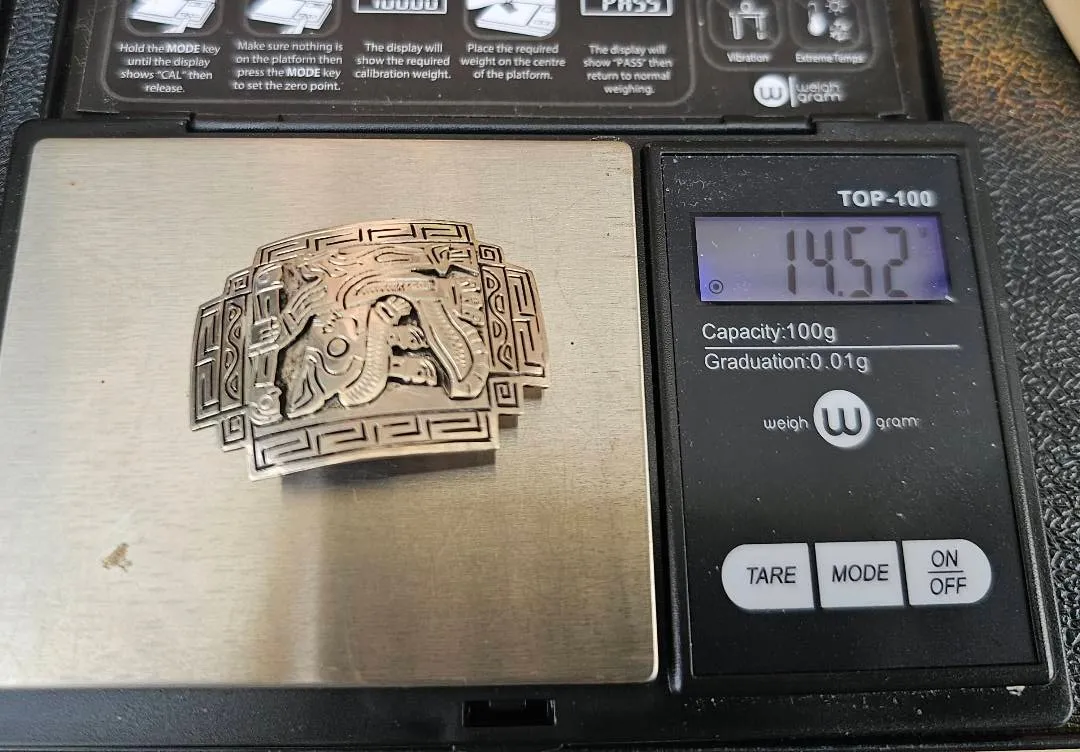 10000
PASS
Hold the MODE key
until the display
shows "CAL" then
release.
Make sure nothing is
on the platform then
press the MODE key
to set the zero point.
The display will
show the required
calibration weight.
Place the required
weight on the centre
of the platform.
The display will
show "PASS" then
return to normal
weighing.
Vibration
Extreme Temps
W weigh
gram
TOP-100
14.52
Capacity:100g
Graduation:0.01g
weigh W gram
TARE
MODE
ON
OFF